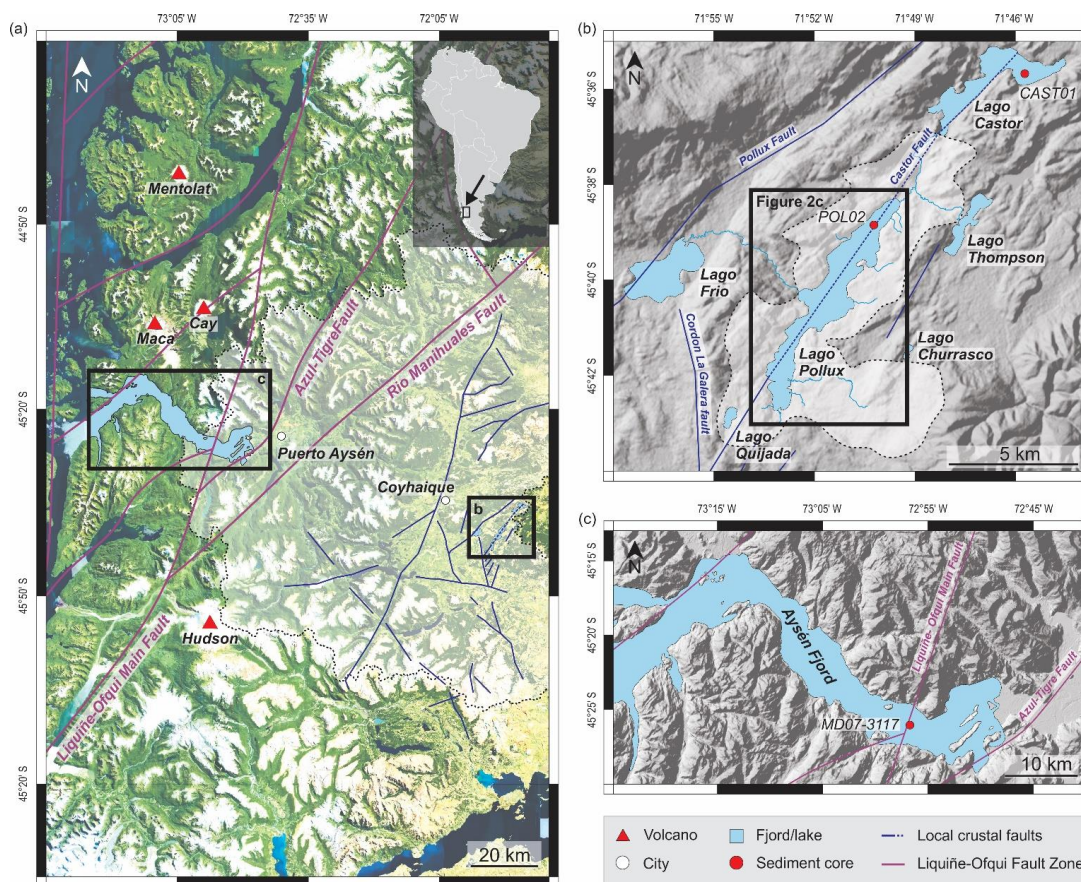 (a)
73°05' W
72°35' W
72°05' W
44°50' S
45°20' S
45°50' S
45°20' S
N
Mentolat
Cay
Maca
c
Puerto Aysén
Coyhaique
b
Hudson
Azul-TigreFault
Rio Manihuales Fault
Liquiñe-Ofqui Main Fault
20 km
(b)
71°55' W
71°52' W
71°49' W
71°46' W
45°36' S
45°38' S
45°40' S
45°42' S
N
CAST01
Lago
Castor
Pollux Fault
Castor Fault
Figure 2c
POL02
Lago
Thompson
Lago
Frio
Cordon La Galera fault
Lago
Churrasco
Lago
Pollux
Lago
Quijada
5 km
(c)
73°15' W
73°05' W
72°55' W
72°45' W
45°15' S
45°20' S
45°25' S
N
Aysén Fjord
Liquiñe- Ofqui Main Fault
Azul-Tigre Fault
MD07-3117
10 km
Volcano
Fjord/lake
Local crustal faults
City
Sediment core
Liquiñe-Ofqui Fault Zone